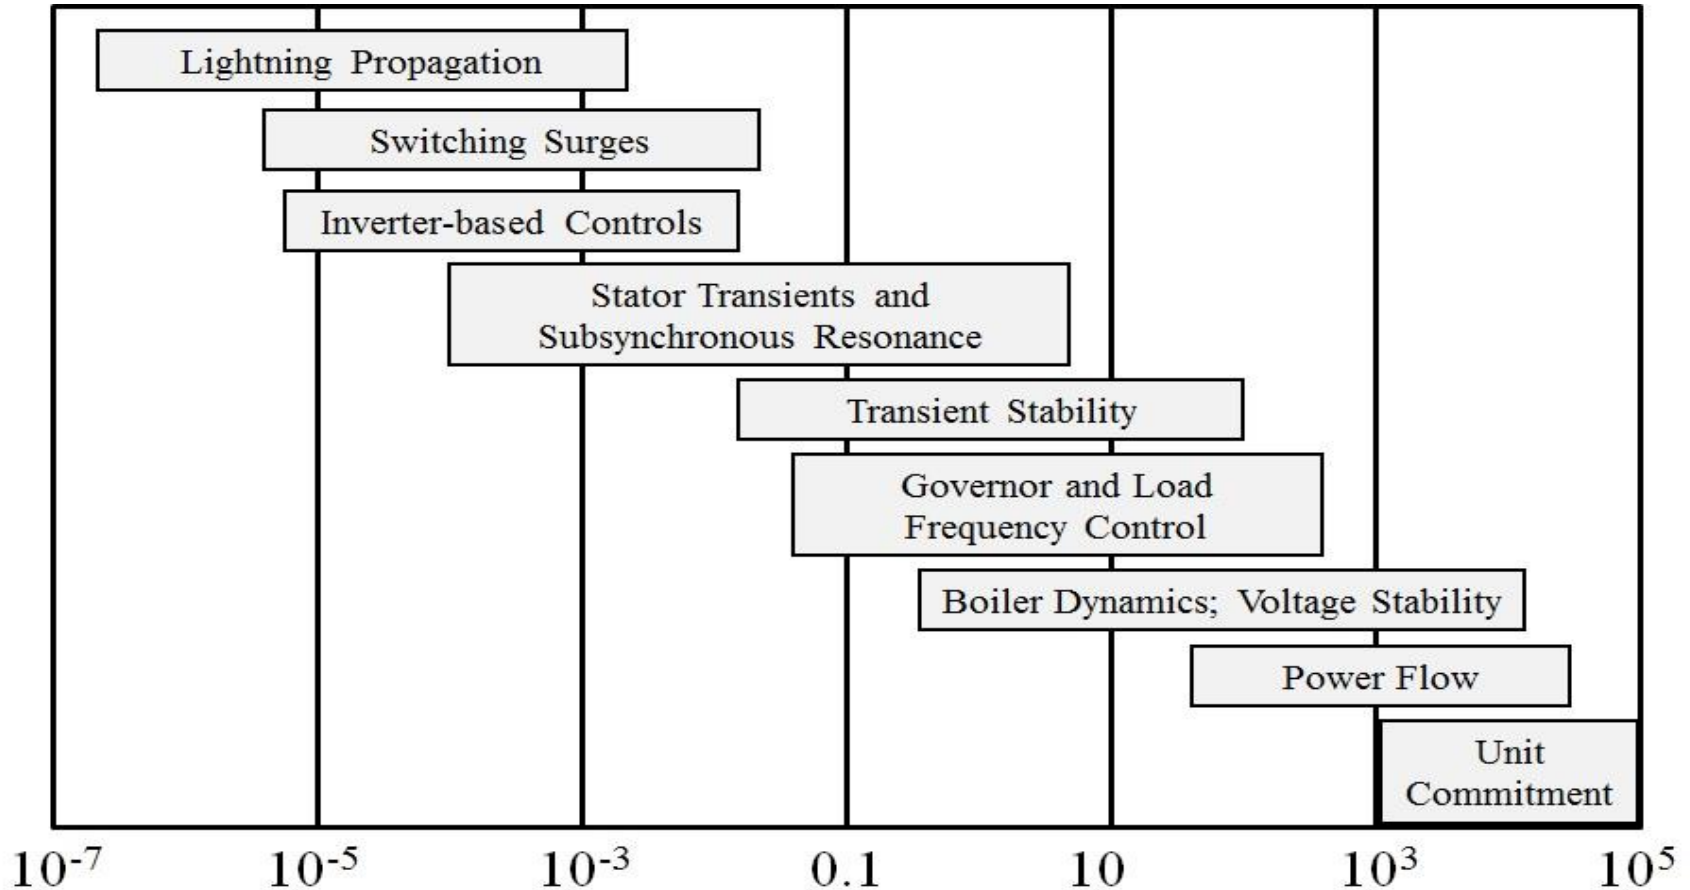 Lightning Propagation
Switching Surges
Inverter-based Controls
Stator Transients and
Subsynchronous Resonance
Transient Stability
Governor and Load
Frequency Control
Boiler Dynamics; Voltage Stability
Power Flow
Unit
Commitment
10⁻⁷ 10⁻⁵ 10⁻³ 0.1 10 10³ 10⁵